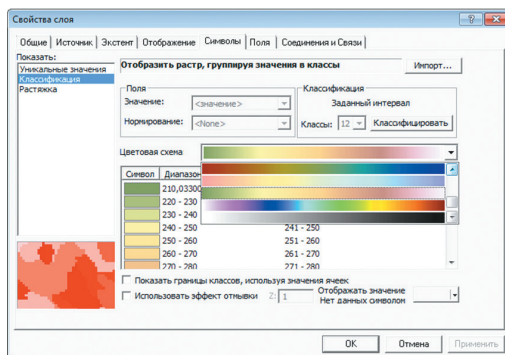 Свойства слоя
Общие Источник Экстент Отображение Символы Поля Соединения и Связи
Показать:
Уникальные значения
Классификация
Растяжка
Отобразить растр, группируя значения в классы
Импорт...
Поля
Значение: <значение>
Нормирование: <None>
Классификация
Заданный интервал
Классы: 12 Классифицировать
Цветовая схема
Символ Диапазо
210,03300
220 - 230
230 - 240
240 - 250 241 - 250
250 - 260 251 - 260
260 - 270 261 - 270
270 - 280 271 - 280
Показать границы классов, используя значения ячеек
Использовать эффект отмывки Z: 1
Отображать значение
Нет данных символом
OK Отмена Применить